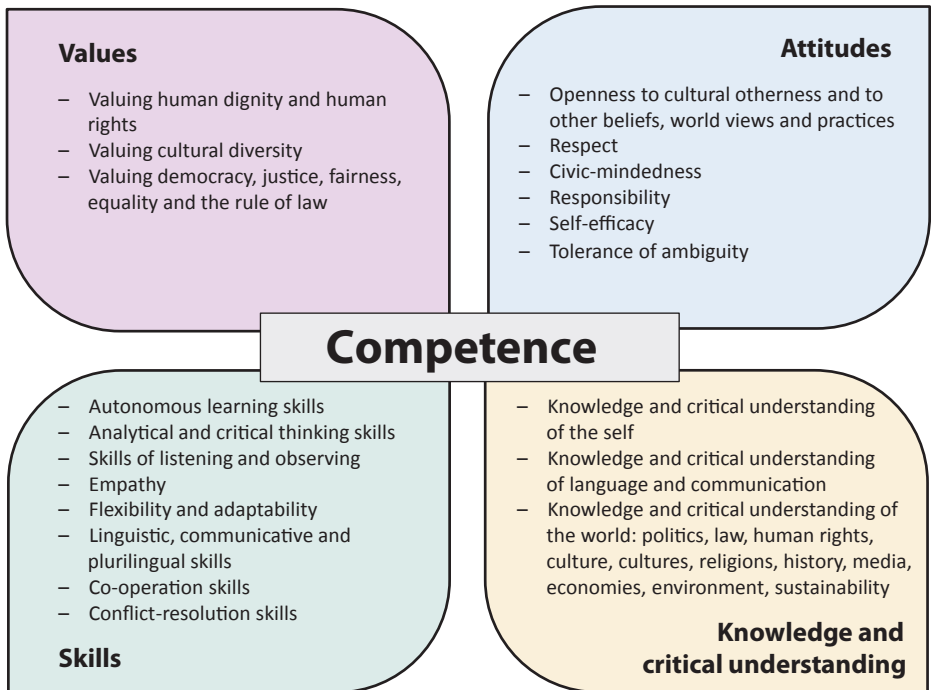 Values
– Valuing human dignity and human
rights
– Valuing cultural diversity
– Valuing democracy, justice, fairness,
equality and the rule of law
Attitudes
– Openness to cultural otherness and to
other beliefs, world views and practices
– Respect
– Civic-mindedness
– Responsibility
– Self-efficacy
– Tolerance of ambiguity
Competence
– Autonomous learning skills
– Analytical and critical thinking skills
– Skills of listening and observing
– Empathy
– Flexibility and adaptability
– Linguistic, communicative and
plurilingual skills
– Co-operation skills
– Conflict-resolution skills
Skills
– Knowledge and critical understanding
of the self
– Knowledge and critical understanding
of language and communication
– Knowledge and critical understanding of
the world: politics, law, human rights,
culture, cultures, religions, history, media,
economies, environment, sustainability
Knowledge and
critical understanding